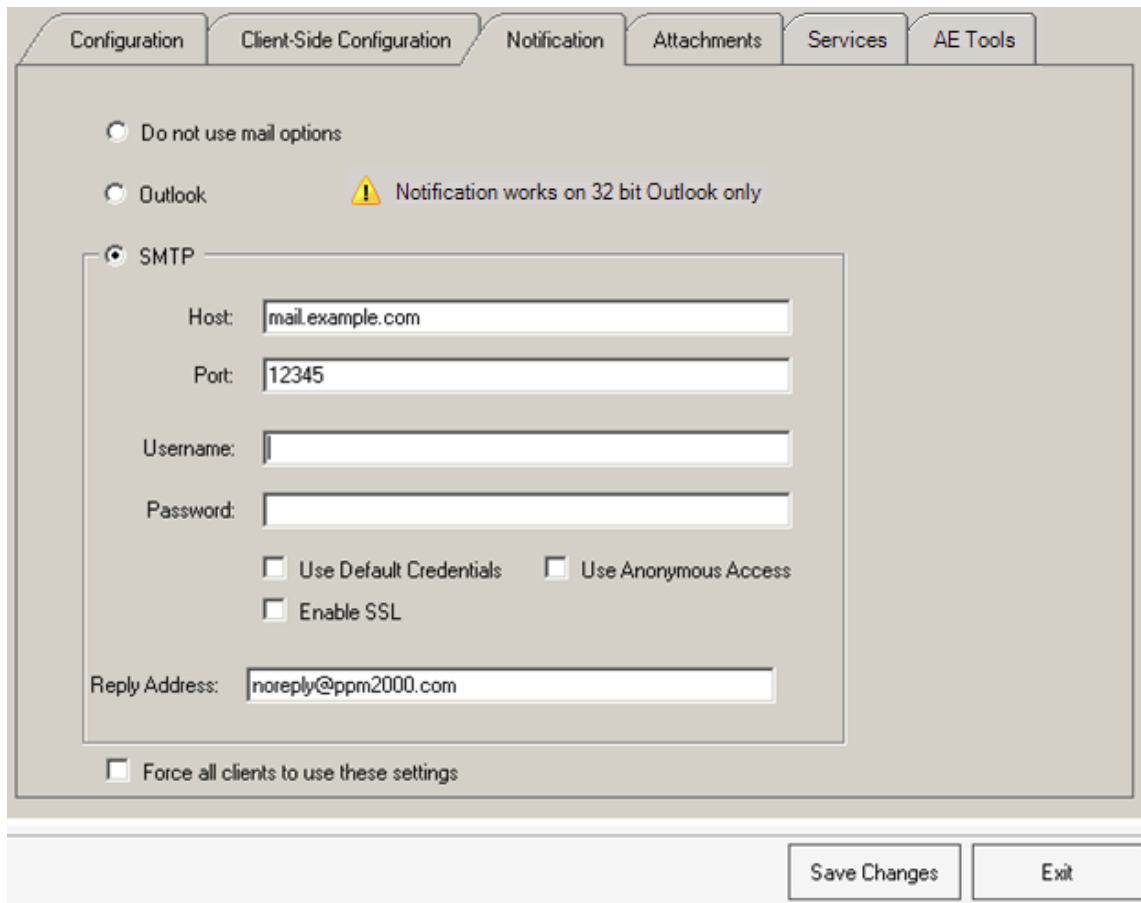 Configuration Client-Side Configuration Notification Attachments Services AE Tools
Do not use mail options
Outlook Notification works on 32 bit Outlook only
SMTP
Host: mail.example.com
Port: 12345
Username:
Password:
Use Default Credentials Use Anonymous Access
Enable SSL
Reply Address: noreply@ppm2000.com
Force all clients to use these settings
Save Changes Exit